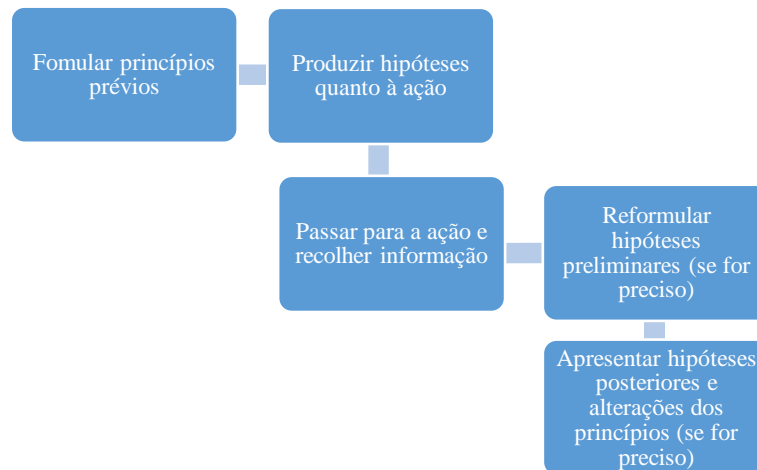 Fomular princípios
prévios
Produzir hipóteses
quanto à ação
Passar para a ação e
recolher informação
Reformular
hipóteses
preliminares (se for
preciso)
Apresentar hipóteses
posteriores e
alterações dos
princípios (se for
preciso)